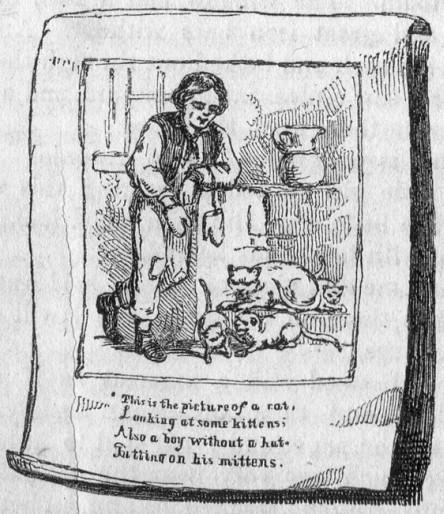 "This is the picture of a cat,
Looking at some kittens;
Also a boy without a hat.
Putting on his mittens.